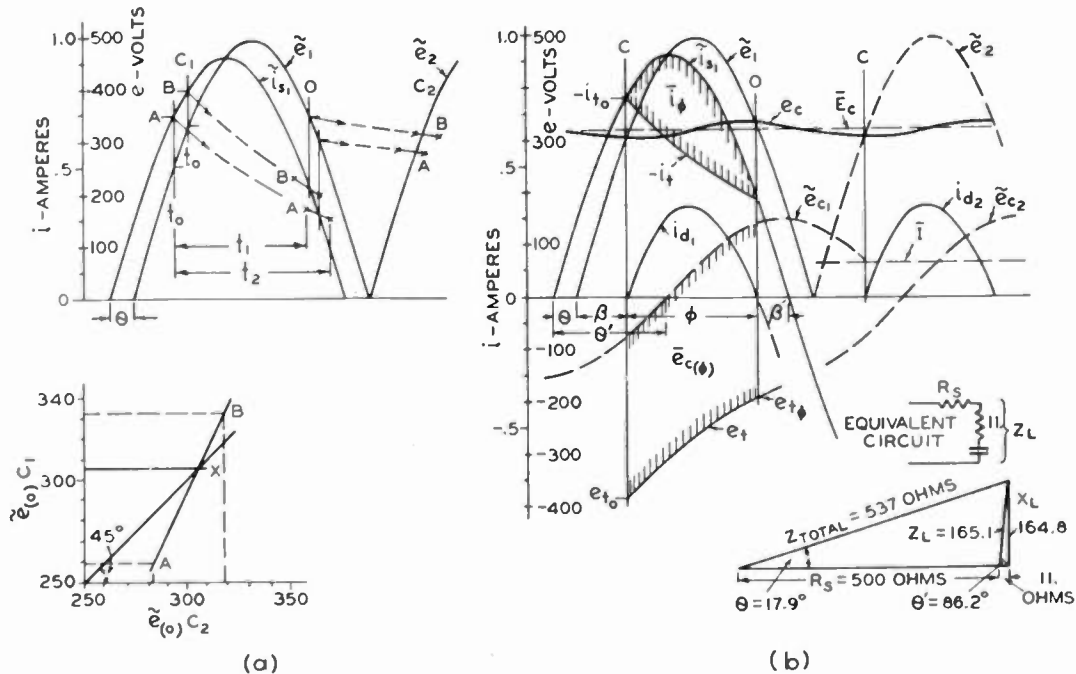 1.0 500
e-VOLTS
C₁
B
A
400
300
.5
200
100
0
i-AMPERES
t₀
t₀
t₀
ẽ₁
ĩs₁
O
B
A
B
A
ẽ₂
C₂
t₁
t₂
θ
340
300
250
ẽ(o) C₁
45°
A
X
B
250
300
350
ẽ(o) C₂
(a)
1.0 500
e-VOLTS
C
-it₀
300
.5
100
0
-100
-200
-.5
-300
-400
i-AMPERES
ẽ₁
ĩs₁
īϕ
O
ec
Ēc
C
ẽ₂
-it
ẽc₁
id₁
id₂
ẽc₂
Ī
θ
β
ϕ
β'
θ'
ēc(ϕ)
etϕ
et
et₀
RS
EQUIVALENT
CIRCUIT
11.
ZL
ZTOTAL = 537 OHMS
XL
ZL = 165.1
164.8
RS = 500 OHMS
11.
OHMS
θ = 17.9°
θ' = 86.2°
(b)